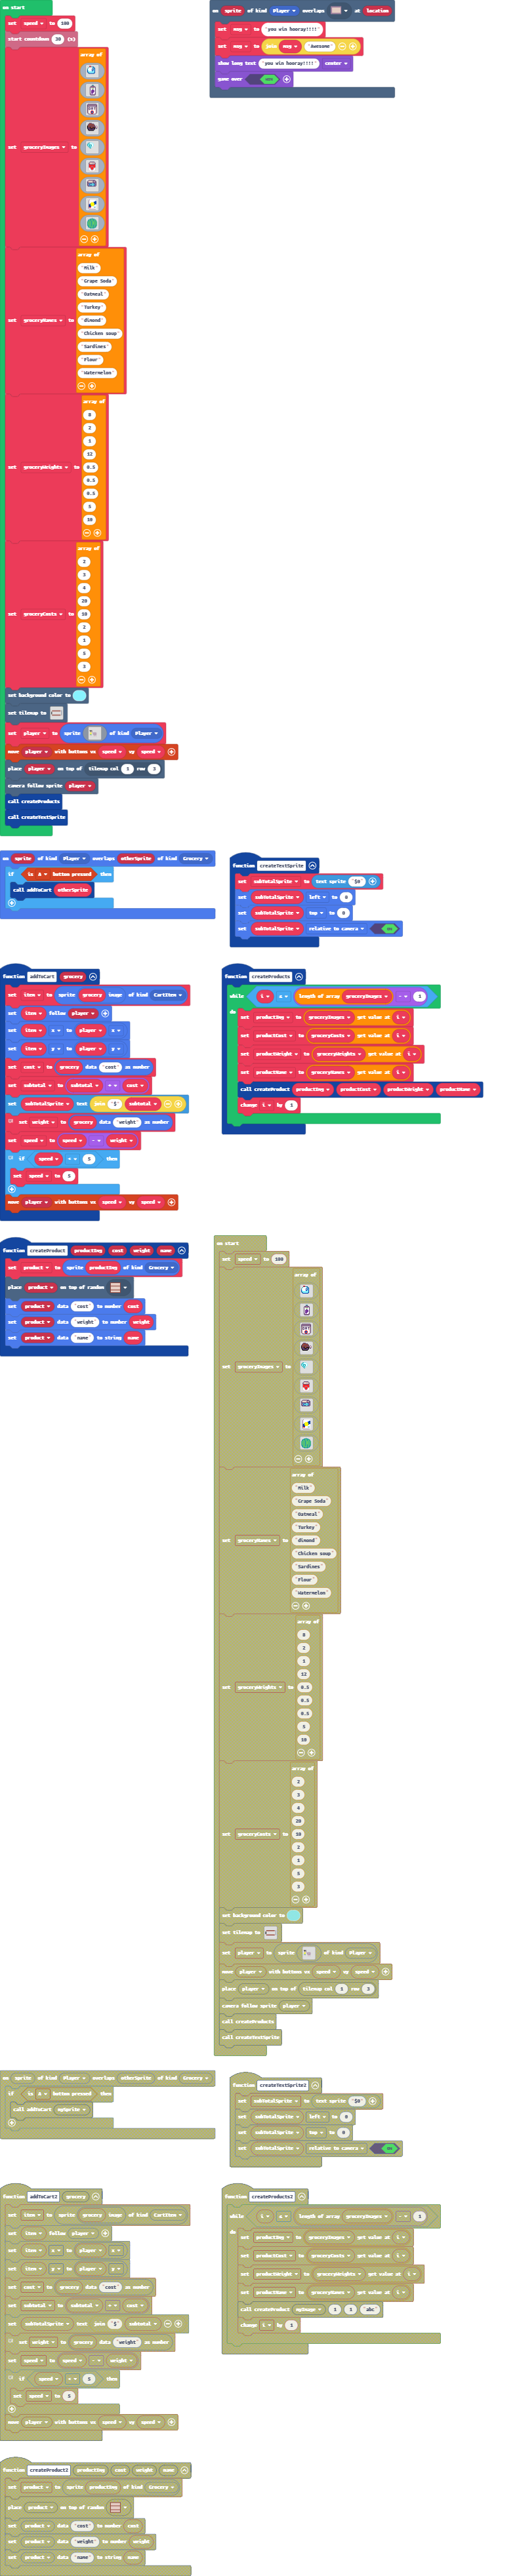 on start
set speed to 100
start countdown 30 (s)
set groceryImages to array of
set groceryNames to array of
"Milk"
"Grape Soda"
"Oatmeal"
"Turkey"
"dimond"
"Chicken soup"
"Sardines"
"Flour"
"Watermelon"
set groceryWeights to array of
8
2
1
12
0.5
0.5
0.5
5
10
set groceryCosts to array of
2
3
4
20
10
2
1
5
3
set background color to
set tilemap to
set player to sprite of kind Player
move player with buttons vx speed vy speed
place player on top of tilemap col 1 row 3
camera follow sprite player
call createProducts
call createTextSprite
on sprite of kind Player overlaps at location
set msg to "you win hooray!!!!"
set msg to join msg "Awesome"
show long text "you win hooray!!!!" center
game over WIN
on sprite of kind Player overlaps otherSprite of kind Grocery
if is A button pressed then
call addToCart otherSprite
function createTextSprite
set subTotalSprite to text sprite "$0"
set subTotalSprite left to 0
set subTotalSprite top to 0
set subTotalSprite relation to camera ON
function addToCart grocery
set item to sprite grocery image of kind CartItem
set item follow player
set item x to player x
set item y to player y
set cost to grocery data "cost" as number
set subtotal to subtotal + cost
set subTotalSprite text join "$" subtotal
set weight to grocery data "weight" as number
set speed to speed - weight
if speed < 5 then
set speed to 5
move player with buttons vx speed vy speed
function createProducts
while i ≤ length of array groceryImages - 1
do
set productImg to groceryImages get value at i
set productCost to groceryCosts get value at i
set productWeight to groceryWeights get value at i
set productName to groceryNames get value at i
call createProduct productImg productCost productWeight productName
change i by 1
function createProduct productImg cost weight name
set product to sprite productImg of kind Grocery
place product on top of random
set product data "cost" to number cost
set product data "weight" to number weight
set product data "name" to string name
on start
set speed to 100
set groceryImages to array of
set groceryNames to array of
"Milk"
"Grape Soda"
"Oatmeal"
"Turkey"
"dimond"
"Chicken soup"
"Sardines"
"Flour"
"Watermelon"
set groceryWeights to array of
8
2
1
12
0.5
0.5
0.5
5
10
set groceryCosts to array of
2
3
4
20
10
2
1
5
3
set background color to
set tilemap to
set player to sprite of kind Player
move player with buttons vx speed vy speed
place player on top of tilemap col 1 row 3
camera follow sprite player
call createProducts
call createTextSprite
on sprite of kind Player overlaps otherSprite of kind Grocery
if is A button pressed then
call addToCart mySprite
function createTextSprite2
set subTotalSprite to text sprite "$0"
set subTotalSprite left to 0
set subTotalSprite top to 0
set subTotalSprite relation to camera ON
function addToCart2 grocery
set item to sprite grocery image of kind CartItem
set item follow player
set item x to player x
set item y to player y
set cost to grocery data "cost" as number
set subtotal to subtotal + cost
set subTotalSprite text join "$" subtotal
set weight to grocery data "weight" as number
set speed to speed - weight
if speed < 5 then
set speed to 5
move player with buttons vx speed vy speed
function createProducts2
while i ≤ length of array groceryImages - 1
do
set productImg to groceryImages get value at i
set productCost to groceryCosts get value at i
set productWeight to groceryWeights get value at i
set productName to groceryNames get value at i
call createProduct myImage 1 1 "abc"
change i by 1
function createProduct2 productImg cost weight name
set product to sprite productImg of kind Grocery
place product on top of random
set product data "cost" to number cost
set product data "weight" to number weight
set product data "name" to string name